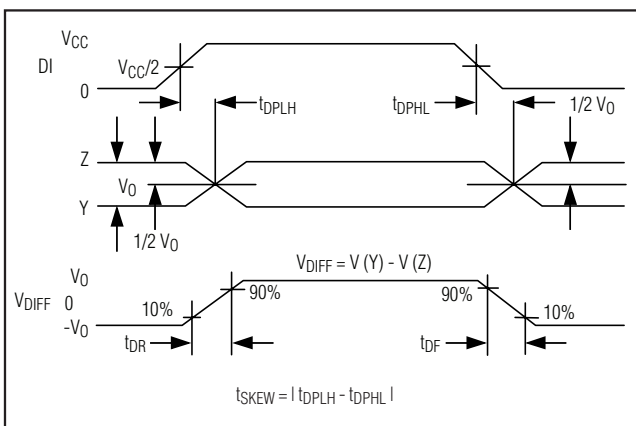 VCC
DI
VCC/2
0
tDPLH
tDPHL
1/2 VO
Z
VO
Y
1/2 VO
VDIFF = V (Y) - V (Z)
VO
VDIFF 0
-VO
10%
90%
90%
10%
tDR
tDF
tSKEW = | tDPLH - tDPHL |